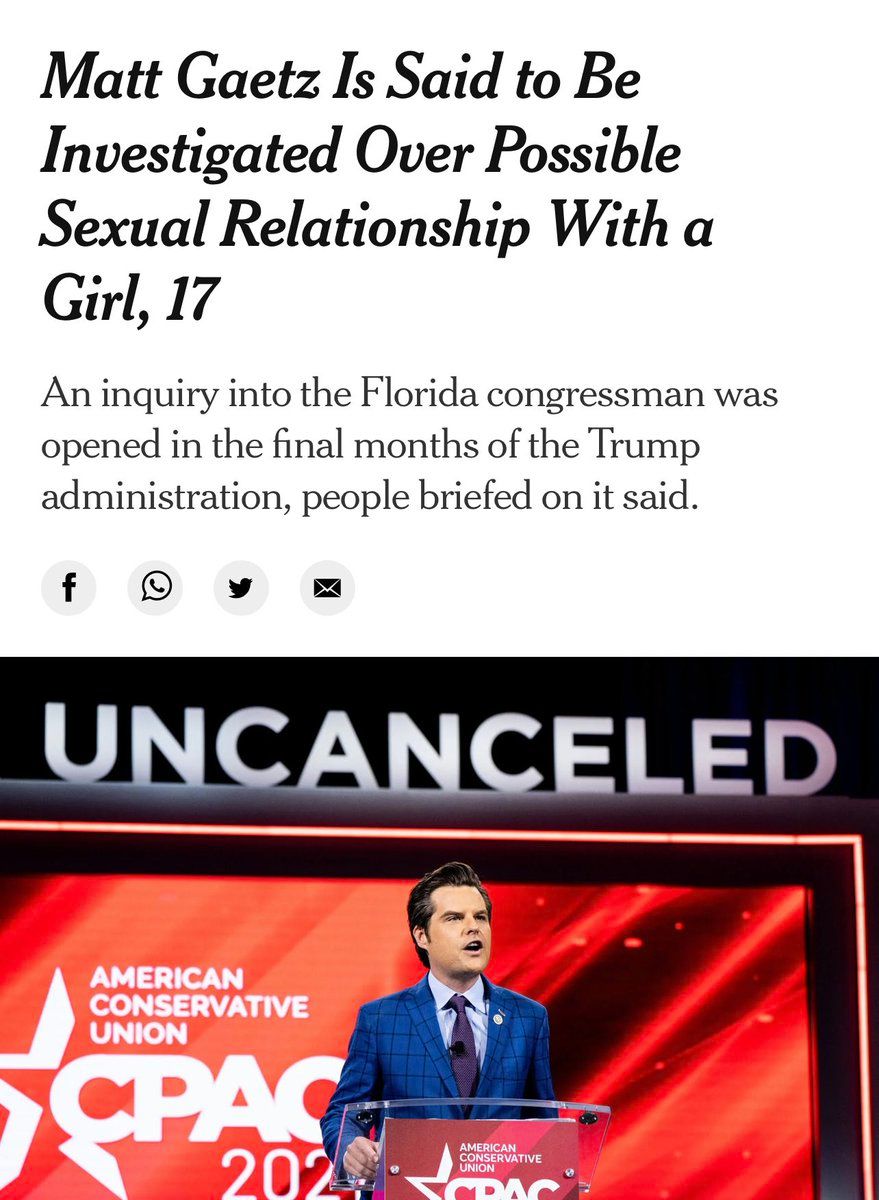 Matt Gaetz Is Said to Be
Investigated Over Possible
Sexual Relationship With a
Girl, 17
An inquiry into the Florida congressman was
opened in the final months of the Trump
administration, people briefed on it said.
UNCANCELED
AMERICAN
CONSERVATIVE
UNION
CPAC
202
AMERICAN
CONSERVATIVE
UNION
CPAC